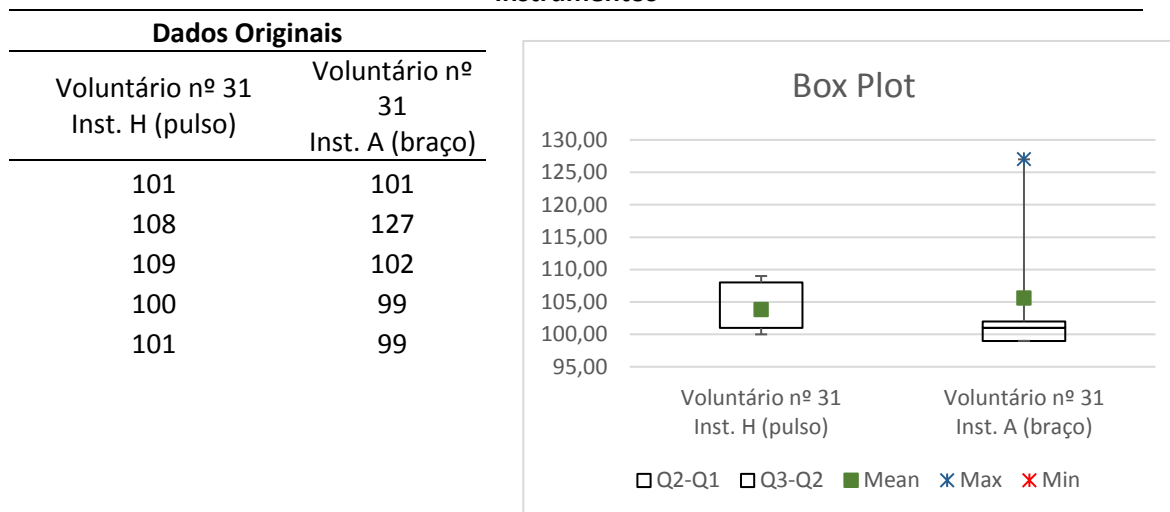 Dados Originais
Voluntário nº 31
Inst. H (pulso)
Voluntário nº
31
Inst. A (braço)
101 101
108 127
109 102
100 99
101 99
Box Plot
130,00
125,00
120,00
115,00
110,00
105,00
100,00
95,00
Voluntário nº 31
Inst. H (pulso)
Voluntário nº 31
Inst. A (braço)
Q2-Q1 Q3-Q2 Mean Max Min